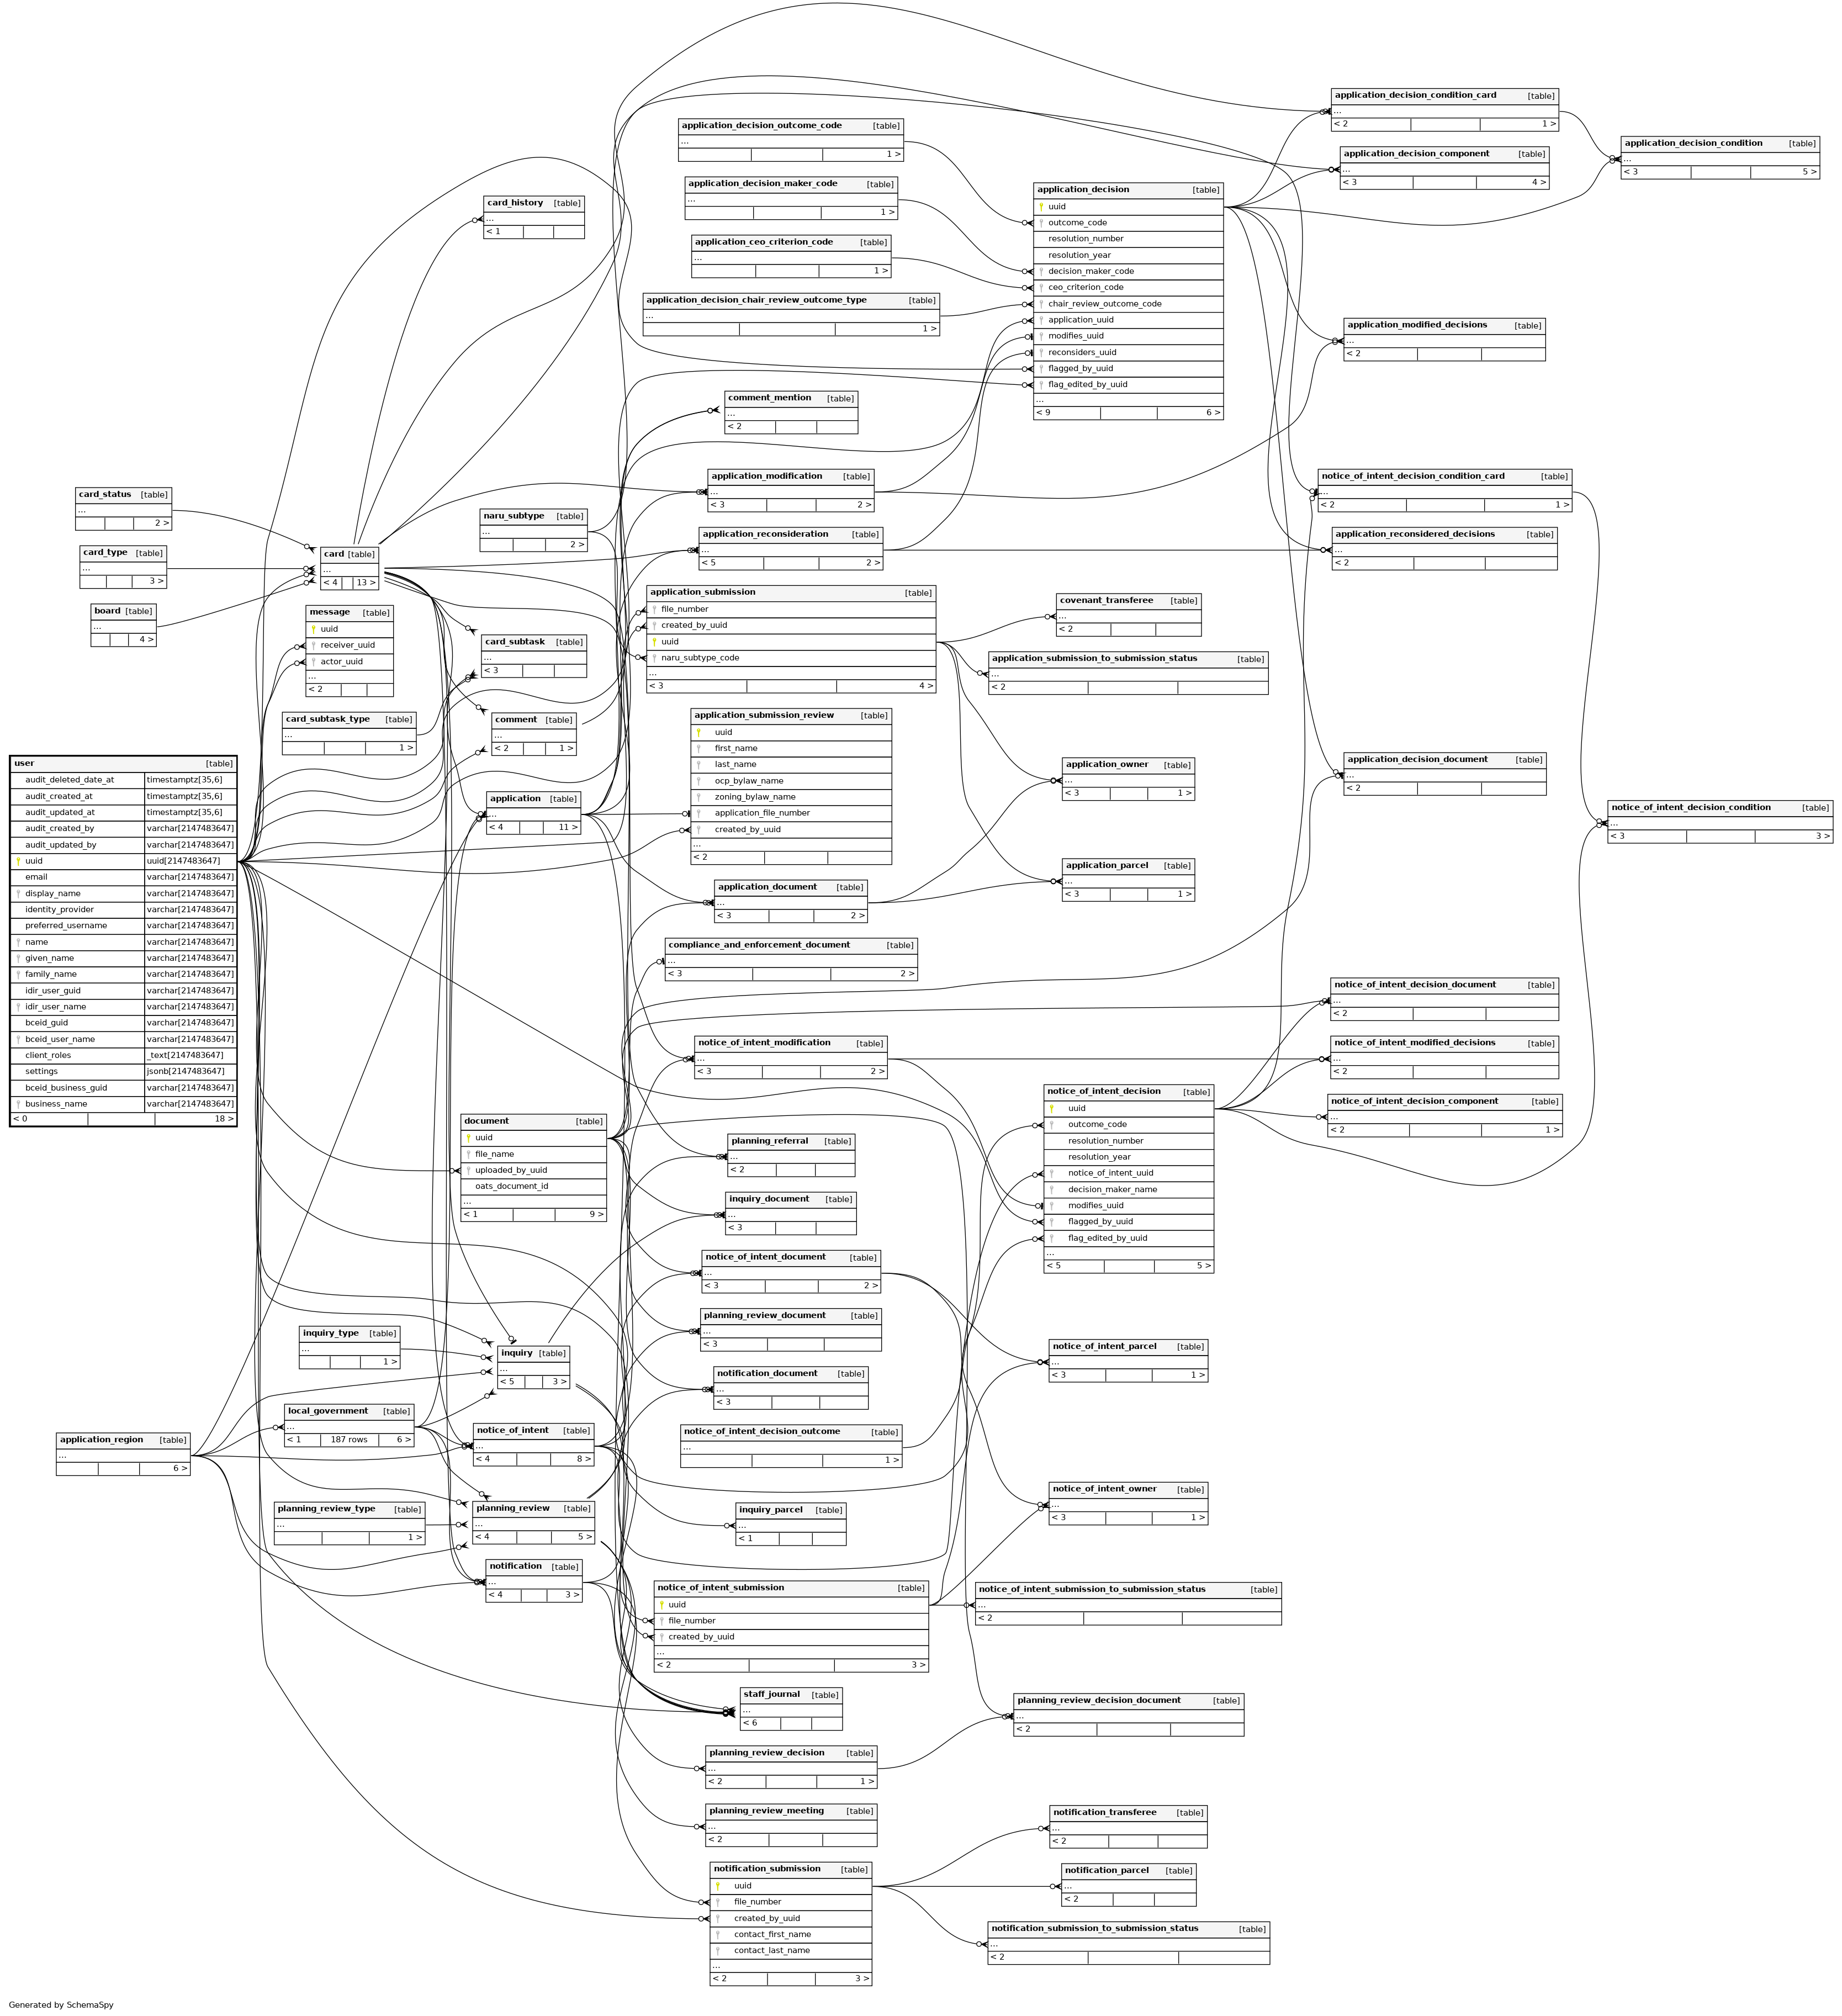 application_decision_condition_card [table]
...
< 2 1 >
application_decision_outcome_code [table]
...
1 >
application_decision_condition [table]
...
< 3 5 >
application_decision_component [table]
...
< 3 4 >
application_decision_maker_code [table]
...
1 >
application_decision [table]
uuid
outcome_code
resolution_number
resolution_year
decision_maker_code
ceo_criterion_code
chair_review_outcome_code
application_uuid
modifies_uuid
reconsiders_uuid
flagged_by_uuid
flag_edited_by_uuid
...
< 9 6 >
card_history [table]
...
< 1
application_ceo_criterion_code [table]
...
1 >
application_decision_chair_review_outcome_type [table]
...
1 >
application_modified_decisions [table]
...
< 2
comment_mention [table]
...
< 2
application_modification [table]
...
< 3 2 >
notice_of_intent_decision_condition_card [table]
...
< 2 1 >
card_status [table]
...
2 >
naru_subtype [table]
...
2 >
application_reconsideration [table]
...
< 5 2 >
application_reconsidered_decisions [table]
...
< 2
card_type [table]
...
3 >
card [table]
...
< 4 13 >
application_submission [table]
file_number
created_by_uuid
uuid
naru_subtype_code
...
< 3 4 >
covenant_transferee [table]
...
< 2
board [table]
...
4 >
message [table]
uuid
receiver_uuid
actor_uuid
...
< 2
card_subtask [table]
...
< 3
application_submission_to_submission_status [table]
...
< 2
card_subtask_type [table]
...
1 >
comment [table]
...
< 2 1 >
application_submission_review [table]
uuid
first_name
last_name
ocp_bylaw_name
zoning_bylaw_name
application_file_number
created_by_uuid
...
< 2
user [table]
audit_deleted_date_at timestamptz[35,6]
audit_created_at timestamptz[35,6]
audit_updated_at timestamptz[35,6]
audit_created_by varchar[2147483647]
audit_updated_by varchar[2147483647]
uuid uuid[2147483647]
email varchar[2147483647]
display_name varchar[2147483647]
identity_provider varchar[2147483647]
preferred_username varchar[2147483647]
name varchar[2147483647]
given_name varchar[2147483647]
family_name varchar[2147483647]
idir_user_guid varchar[2147483647]
idir_user_name varchar[2147483647]
bceid_guid varchar[2147483647]
bceid_user_name varchar[2147483647]
client_roles _text[2147483647]
settings jsonb[2147483647]
bceid_business_guid varchar[2147483647]
business_name varchar[2147483647]
< 0 18 >
application [table]
...
< 4 11 >
application_owner [table]
...
< 3 1 >
application_decision_document [table]
...
< 2
notice_of_intent_decision_condition [table]
...
< 3 3 >
application_parcel [table]
...
< 3 1 >
application_document [table]
...
< 3 2 >
compliance_and_enforcement_document [table]
...
< 3 2 >
notice_of_intent_decision_document [table]
...
< 2
notice_of_intent_modification [table]
...
< 3 2 >
notice_of_intent_modified_decisions [table]
...
< 2
notice_of_intent_decision [table]
uuid
outcome_code
resolution_number
resolution_year
notice_of_intent_uuid
decision_maker_name
modifies_uuid
flagged_by_uuid
flag_edited_by_uuid
...
< 5 5 >
notice_of_intent_decision_component [table]
...
< 2 1 >
document [table]
uuid
file_name
uploaded_by_uuid
oats_document_id
...
< 1 9 >
planning_referral [table]
...
< 2
inquiry_document [table]
...
< 3
notice_of_intent_document [table]
...
< 3 2 >
planning_review_document [table]
...
< 3
inquiry_type [table]
...
1 >
inquiry [table]
...
< 5 3 >
notice_of_intent_parcel [table]
...
< 3 1 >
notification_document [table]
...
< 3
local_government [table]
...
< 1 187 rows 6 >
application_region [table]
...
6 >
notice_of_intent [table]
...
< 4 8 >
notice_of_intent_decision_outcome [table]
...
1 >
notice_of_intent_owner [table]
...
< 3 1 >
planning_review_type [table]
...
1 >
planning_review [table]
...
< 4 5 >
inquiry_parcel [table]
...
< 1
notification [table]
...
< 4 3 >
notice_of_intent_submission [table]
uuid
file_number
created_by_uuid
...
< 2 3 >
notice_of_intent_submission_to_submission_status [table]
...
< 2
staff_journal [table]
...
< 6
planning_review_decision_document [table]
...
< 2
planning_review_decision [table]
...
< 2 1 >
planning_review_meeting [table]
...
< 2
notification_transferee [table]
...
< 2
notification_submission [table]
uuid
file_number
created_by_uuid
contact_first_name
contact_last_name
...
< 2 3 >
notification_parcel [table]
...
< 2
notification_submission_to_submission_status [table]
...
< 2
Generated by SchemaSpy